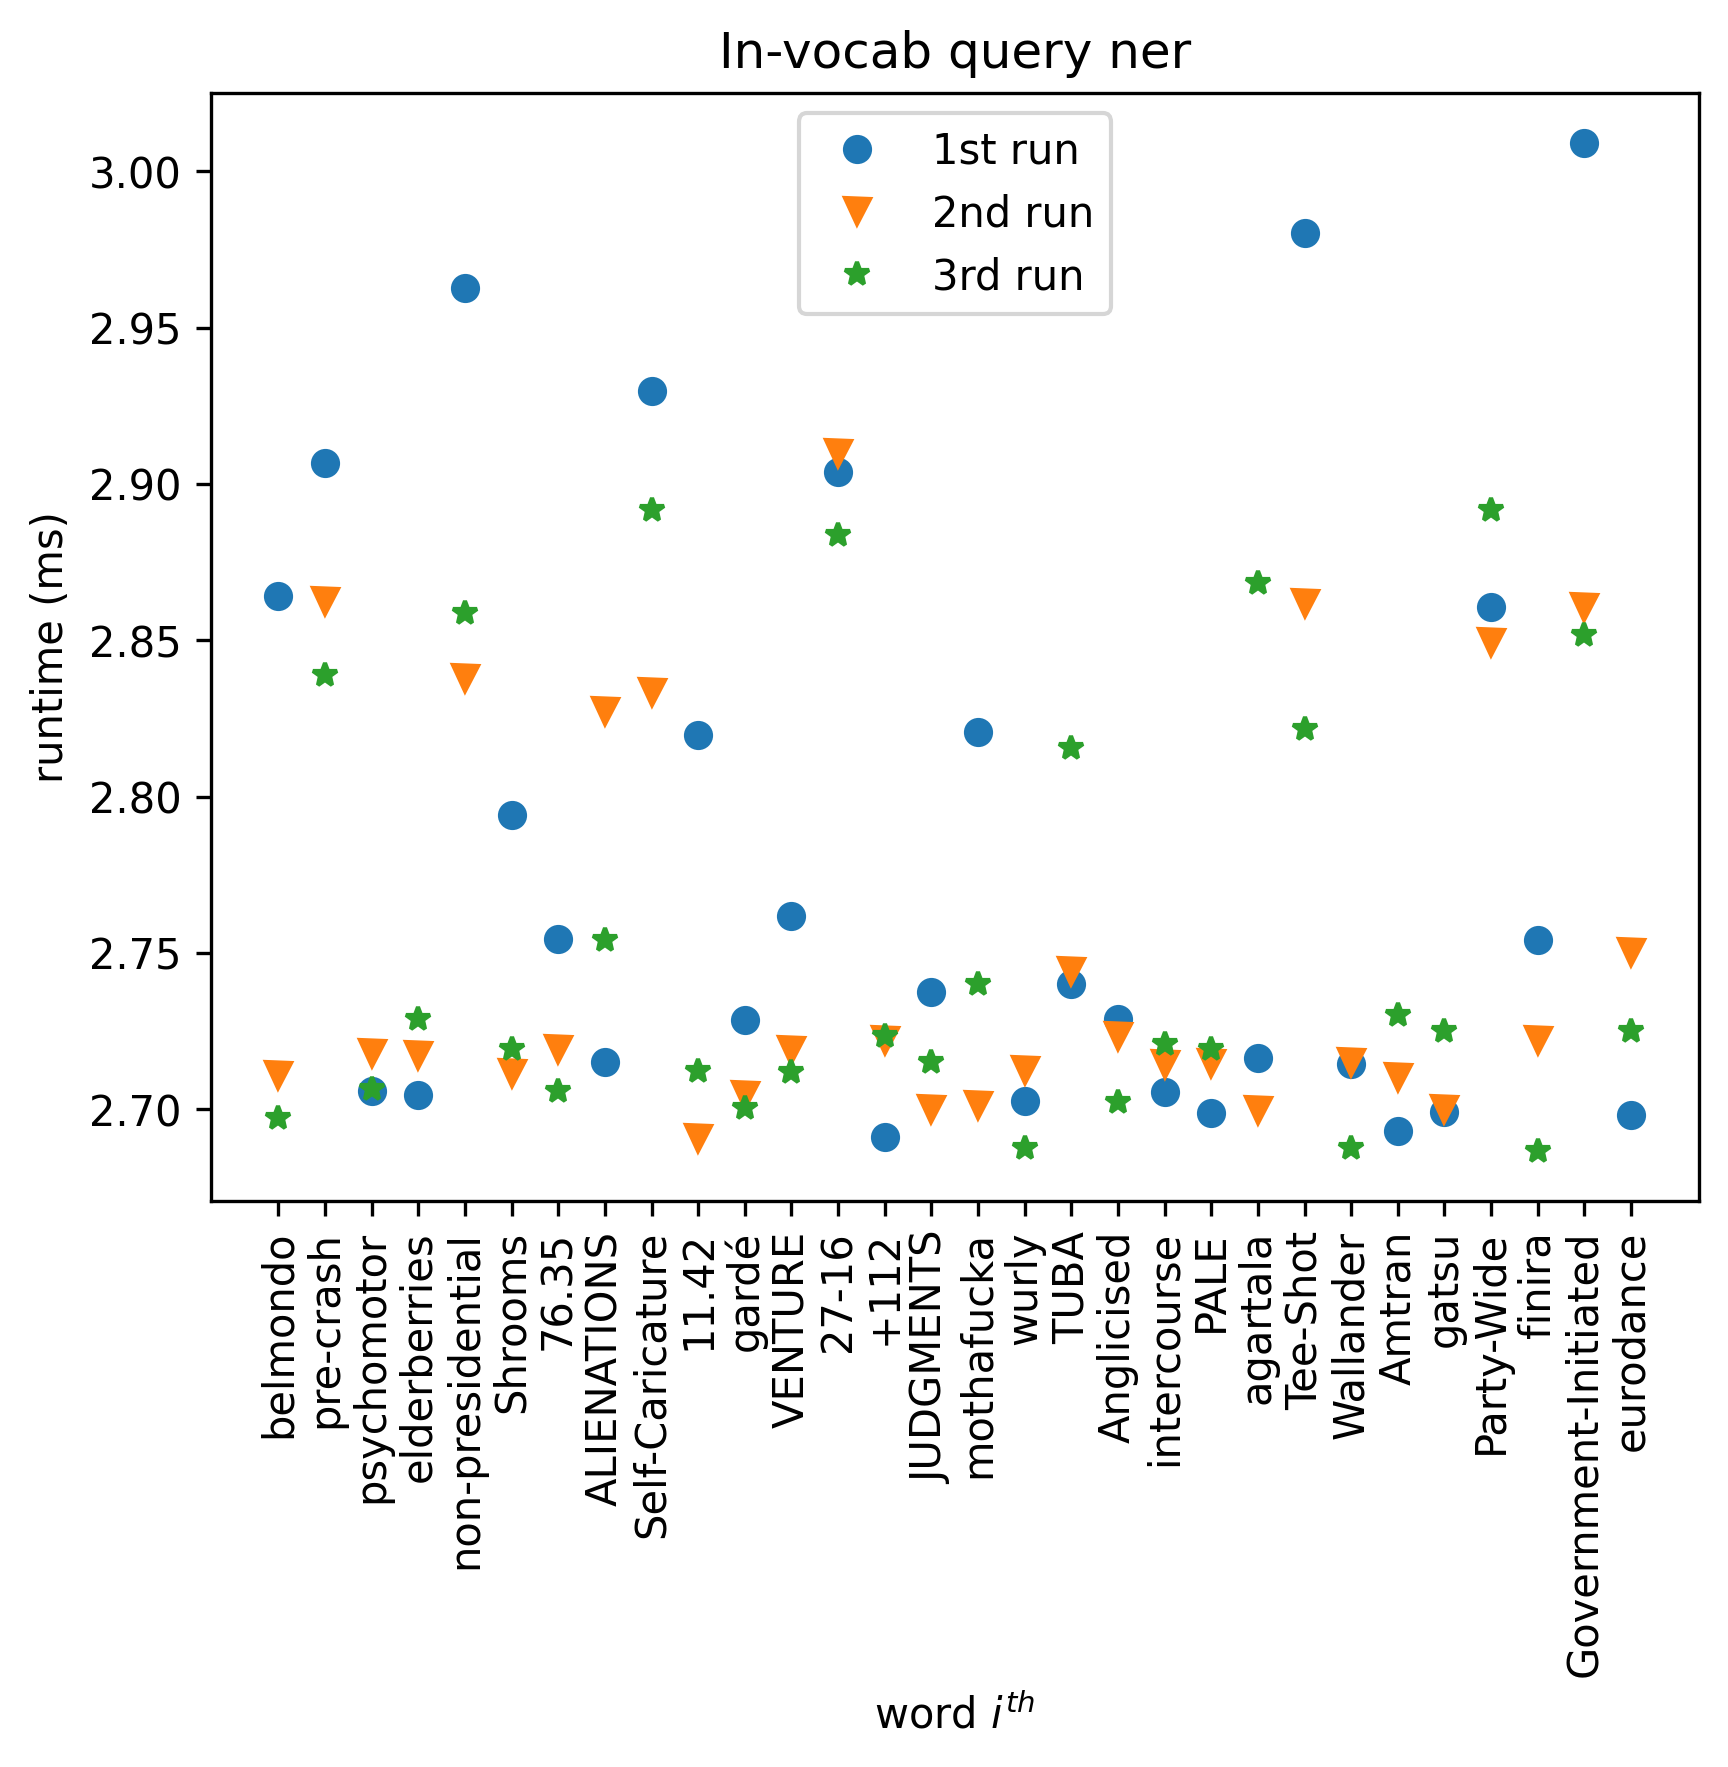 In-vocab query ner
1st run
2nd run
3rd run
runtime (ms)
3.00
2.95
2.90
2.85
2.80
2.75
2.70
belmondo
pre-crash
psychomotor
elderberries
non-presidential
Shrooms
76.35
ALIENATIONS
Self-Caricature
11.42
gardé
VENTURE
27-16
+112
JUDGMENTS
mothafucka
wurly
TUBA
Anglicised
intercourse
PALE
agartala
Tee-Shot
Wallander
Amtran
gatsu
Party-Wide
finira
Government-Initiated
eurodance
word i^th